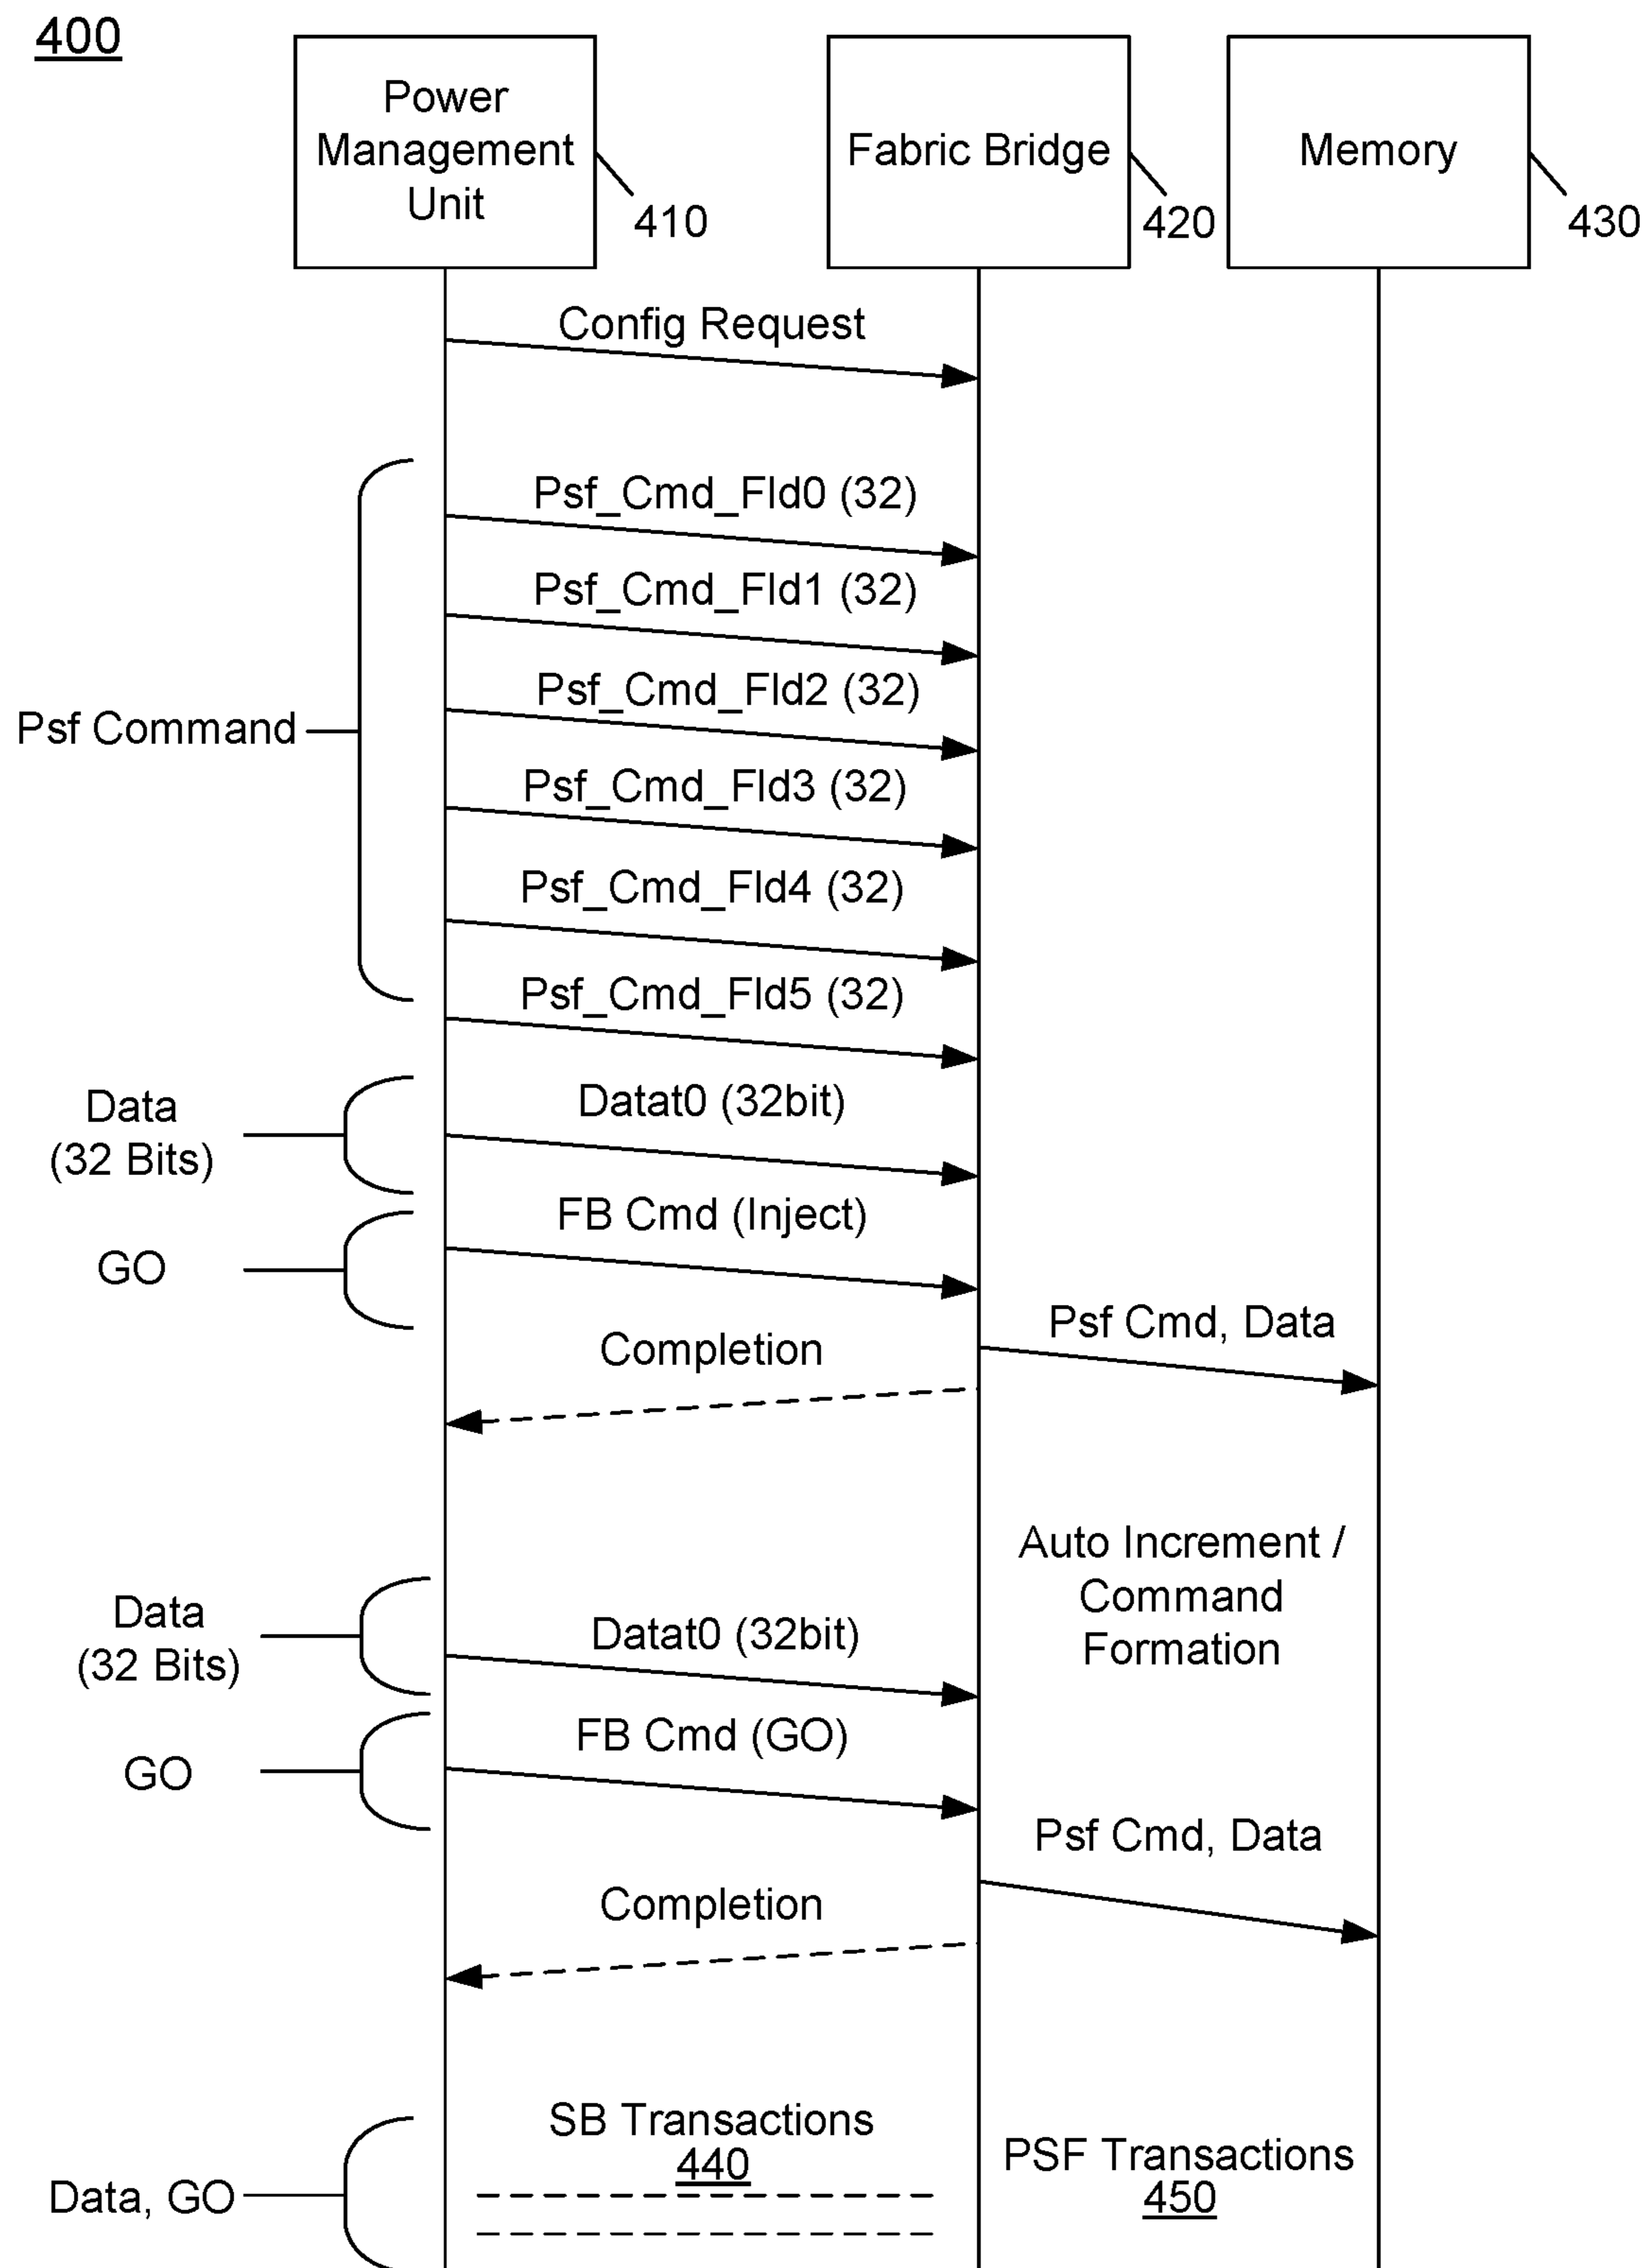 400
Power
Management
Unit
410
Fabric Bridge
420
Memory
430
Config Request
Psf Command
Psf_Cmd_Fld0 (32)
Psf_Cmd_Fld1 (32)
Psf_Cmd_Fld2 (32)
Psf_Cmd_Fld3 (32)
Psf_Cmd_Fld4 (32)
Psf_Cmd_Fld5 (32)
Data
(32 Bits)
Datat0 (32bit)
GO
FB Cmd (Inject)
Psf Cmd, Data
Completion
Auto Increment /
Command
Formation
Data
(32 Bits)
Datat0 (32bit)
GO
FB Cmd (GO)
Psf Cmd, Data
Completion
Data, GO
SB Transactions
440
PSF Transactions
450